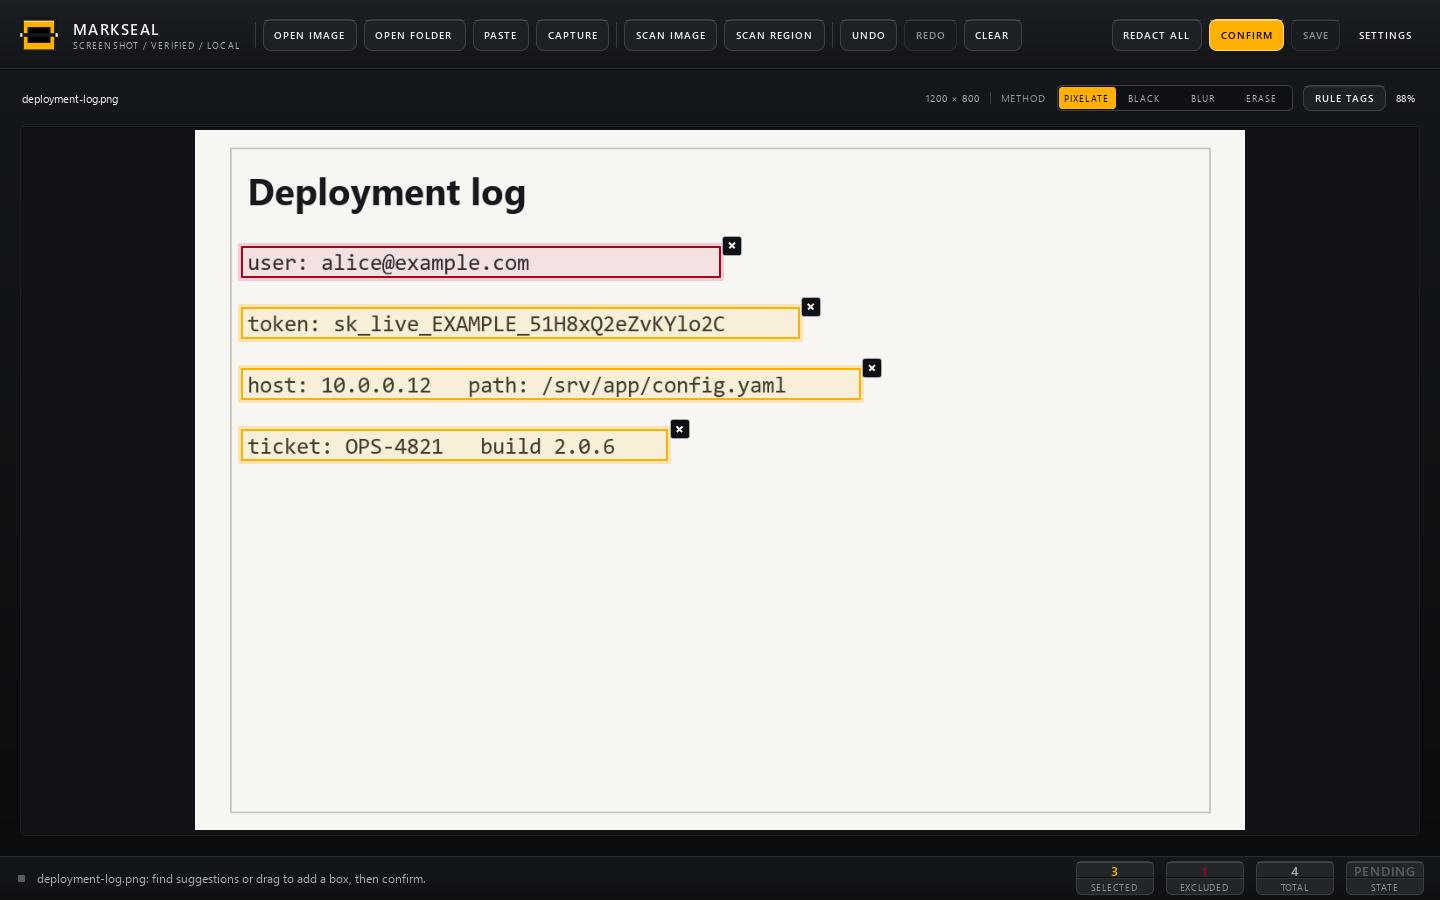 MARKSEAL
SCREENSHOT / VERIFIED / LOCAL
OPEN IMAGE OPEN FOLDER PASTE CAPTURE SCAN IMAGE SCAN REGION UNDO REDO CLEAR REDACT ALL CONFIRM SAVE SETTINGS
deployment-log.png 1200 × 800 METHOD PIXELATE BLACK BLUR ERASE RULE TAGS 88%
Deployment log
user: alice@example.com
token: sk_live_EXAMPLE_51H8xQ2eZvKYlo2C
host: 10.0.0.12 path: /srv/app/config.yaml
ticket: OPS-4821 build 2.0.6
deployment-log.png: find suggestions or drag to add a box, then confirm.
3 1 4 PENDING
SELECTED EXCLUDED TOTAL STATE